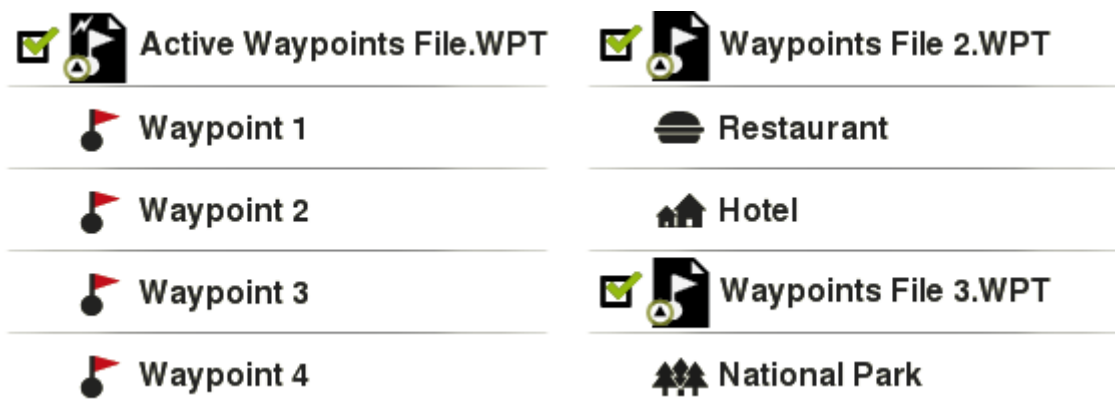 Active Waypoints File.WPT
Waypoint 1
Waypoint 2
Waypoint 3
Waypoint 4
Waypoints File 2.WPT
Restaurant
Hotel
Waypoints File 3.WPT
National Park